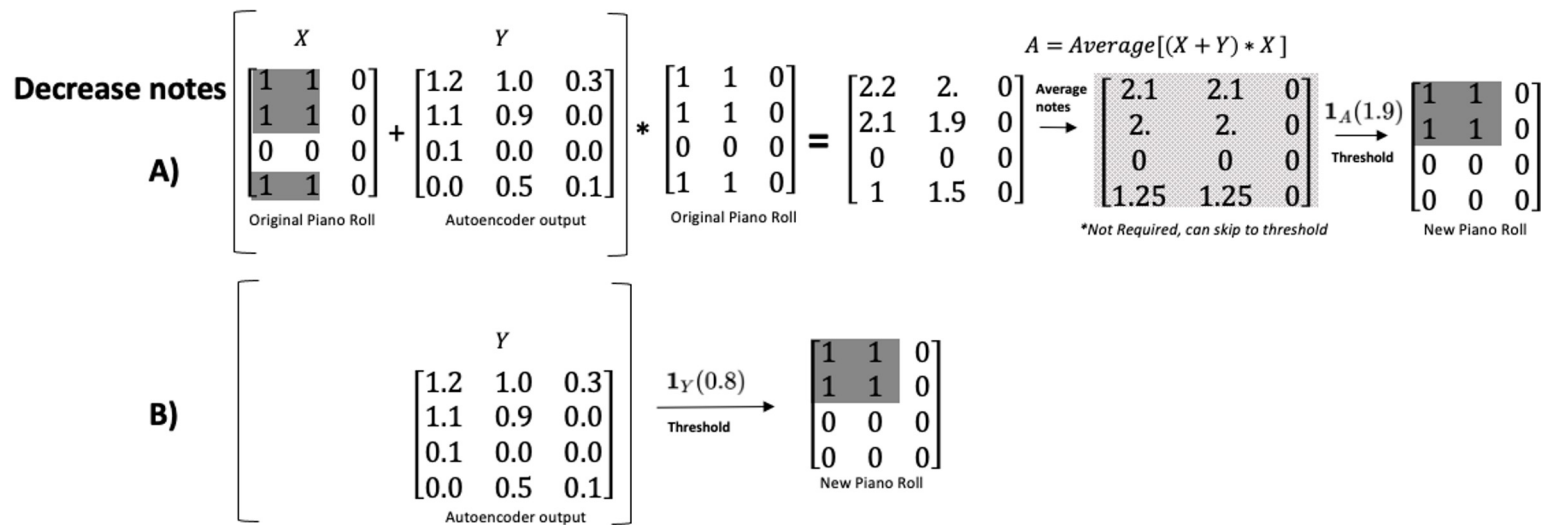 X Y A = Average[(X + Y) * X]
Decrease notes
A)
[1 1 0] [1.2 1.0 0.3] [1 1 0] [2.2 2. 0] Average [2.1 2.1 0] 𝟏A(1.9) [1 1 0]
[1 1 0] + [1.1 0.9 0.0] * [1 1 0] = [2.1 1.9 0] notes [2. 2. 0] Threshold [1 1 0]
[0 0 0] [0.1 0.0 0.0] [0 0 0] [0 0 0] [0 0 0] [0 0 0]
[1 1 0] [0.0 0.5 0.1] [1 1 0] [1 1.5 0] [1.25 1.25 0] [0 0 0]
Original Piano Roll Autoencoder output Original Piano Roll *Not Required, can skip to threshold New Piano Roll
B)
Y
[1.2 1.0 0.3] 𝟏Y(0.8) [1 1 0]
[1.1 0.9 0.0] Threshold [1 1 0]
[0.1 0.0 0.0] [0 0 0]
[0.0 0.5 0.1] [0 0 0]
Autoencoder output New Piano Roll